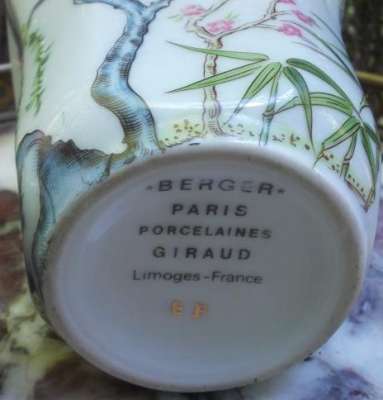 "BERGER"
PARIS
PORCELAINES
GIRAUD
Limoges-France